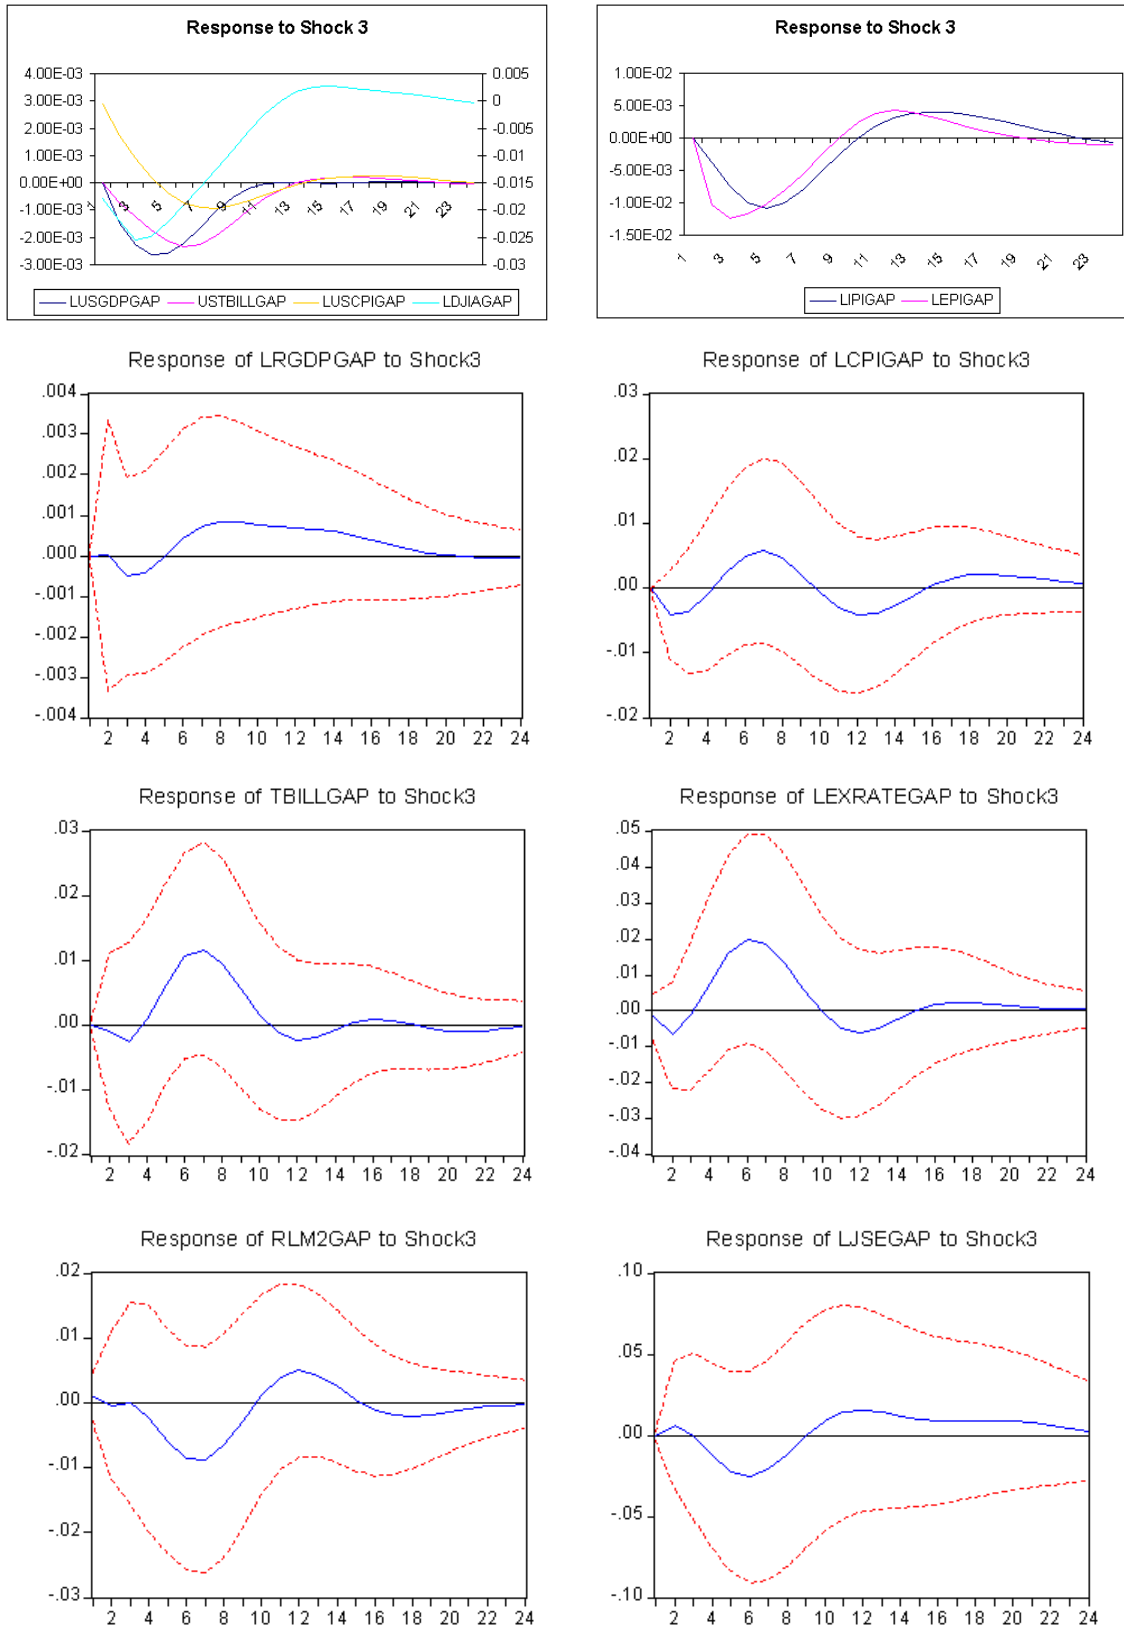 Response to Shock 3
4.00E-03
3.00E-03
2.00E-03
1.00E-03
0.00E+00
-1.00E-03
-2.00E-03
-3.00E-03
0.005
0
-0.005
-0.01
-0.015
-0.02
-0.025
-0.03
1 3 5 7 9 11 13 15 17 19 21 23
LUSGDPGAP USTBILLGAP LUSCPIGAP LDJIAGAP
Response to Shock 3
1.00E-02
5.00E-03
0.00E+00
-5.00E-03
-1.00E-02
-1.50E-02
1 3 5 7 9 11 13 15 17 19 21 23
LIPIGAP LEPIGAP
Response of LRGDPGAP to Shock3
.004
.003
.002
.001
.000
-.001
-.002
-.003
-.004
2 4 6 8 10 12 14 16 18 20 22 24
Response of LCPIGAP to Shock3
.03
.02
.01
.00
-.01
-.02
2 4 6 8 10 12 14 16 18 20 22 24
Response of TBILLGAP to Shock3
.03
.02
.01
.00
-.01
-.02
2 4 6 8 10 12 14 16 18 20 22 24
Response of LEXRATEGAP to Shock3
.05
.04
.03
.02
.01
.00
-.01
-.02
-.03
-.04
2 4 6 8 10 12 14 16 18 20 22 24
Response of RLM2GAP to Shock3
.02
.01
.00
-.01
-.02
-.03
2 4 6 8 10 12 14 16 18 20 22 24
Response of LJSEGAP to Shock3
.10
.05
.00
-.05
-.10
2 4 6 8 10 12 14 16 18 20 22 24